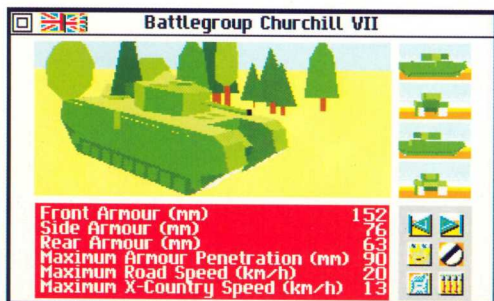 Battlegroup Churchill VII
Front Armour (mm) 152
Side Armour (mm) 76
Rear Armour (mm) 63
Maximum Armour Penetration (mm) 90
Maximum Road Speed (km/h) 20
Maximum X-Country Speed (km/h) 13